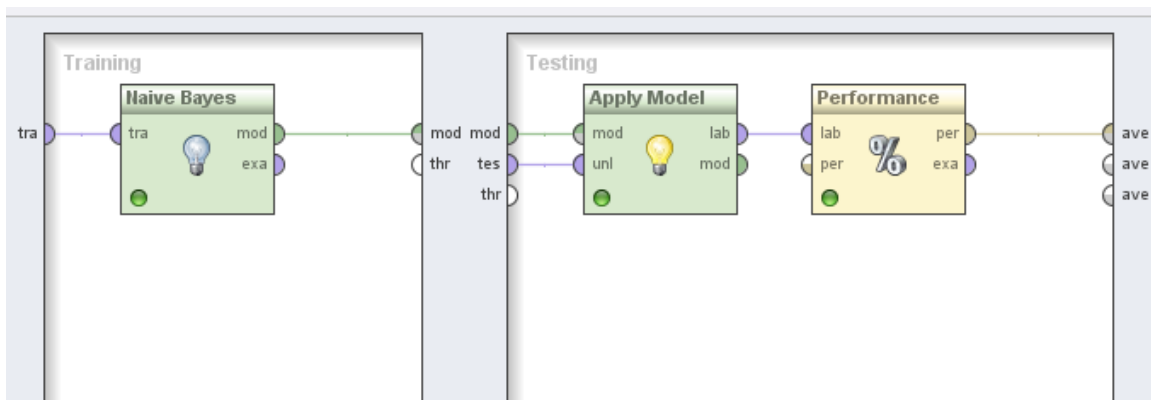 Training
Testing
Naive Bayes
Apply Model
Performance
tra
tra
mod
mod
mod
mod
lab
lab
per
ave
exa
thr
tes
unl
mod
per
%
exa
ave
thr
ave